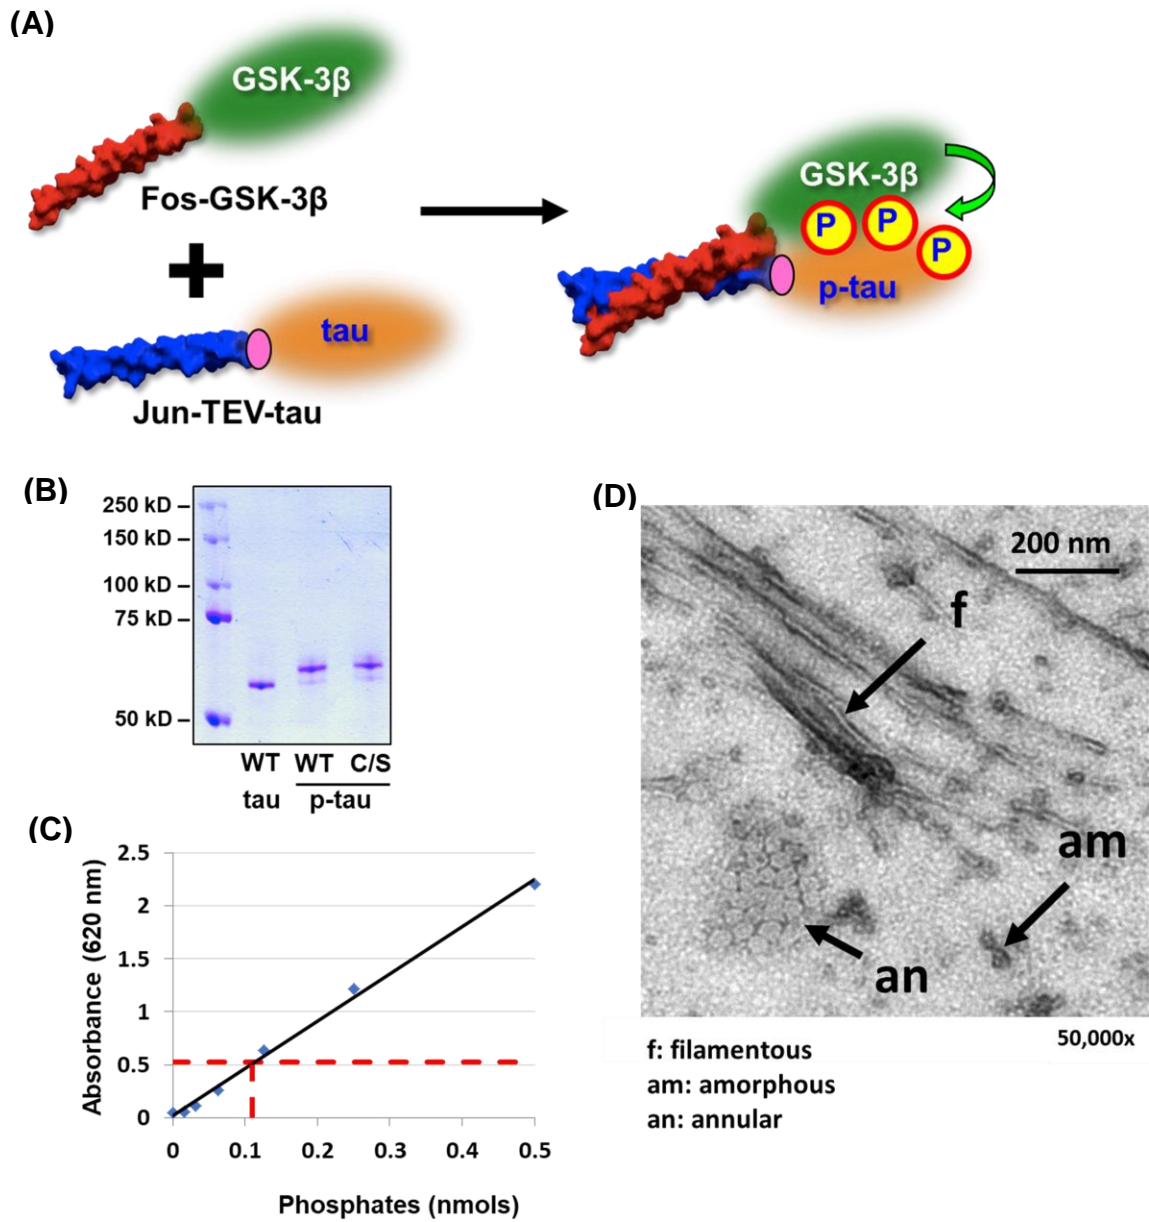 (A)
GSK-3β
Fos-GSK-3β
tau
Jun-TEV-tau
GSK-3β
P
P
P
p-tau
(B)
250 kD
150 kD
100 kD
75 kD
50 kD
WT WT C/S
tau p-tau
(C)
2.5
2
1.5
1
0.5
0
Absorbance (620 nm)
0 0.1 0.2 0.3 0.4 0.5
Phosphates (nmols)
(D)
200 nm
f
am
an
50,000x
f: filamentous
am: amorphous
an: annular